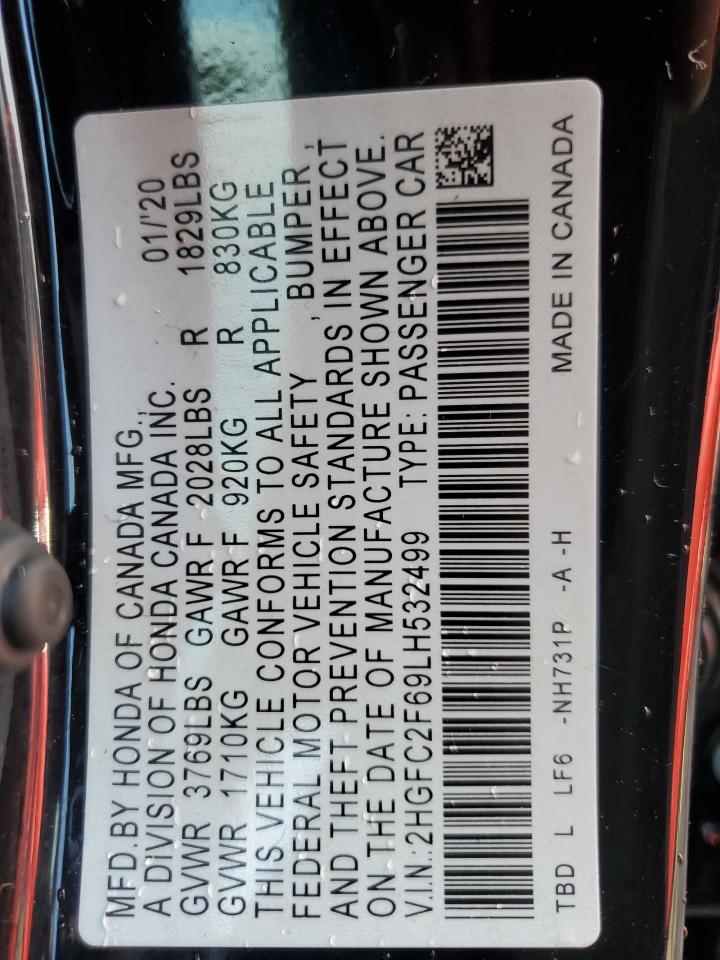 MFD.BY HONDA OF CANADA MFG., 01/'20
A DIVISION OF HONDA CANADA INC.
GVWR 3769LBS GAWR F 2028LBS R 1829LBS
GVWR 1710KG GAWR F 920KG R 830KG
THIS VEHICLE CONFORMS TO ALL APPLICABLE
FEDERAL MOTOR VEHICLE SAFETY , BUMPER ,
AND THEFT PREVENTION STANDARDS IN EFFECT
ON THE DATE OF MANUFACTURE SHOWN ABOVE.
V.I.N.:2HGFC2F69LH532499 TYPE: PASSENGER CAR
TBD L LF6 -NH731P -A -H MADE IN CANADA